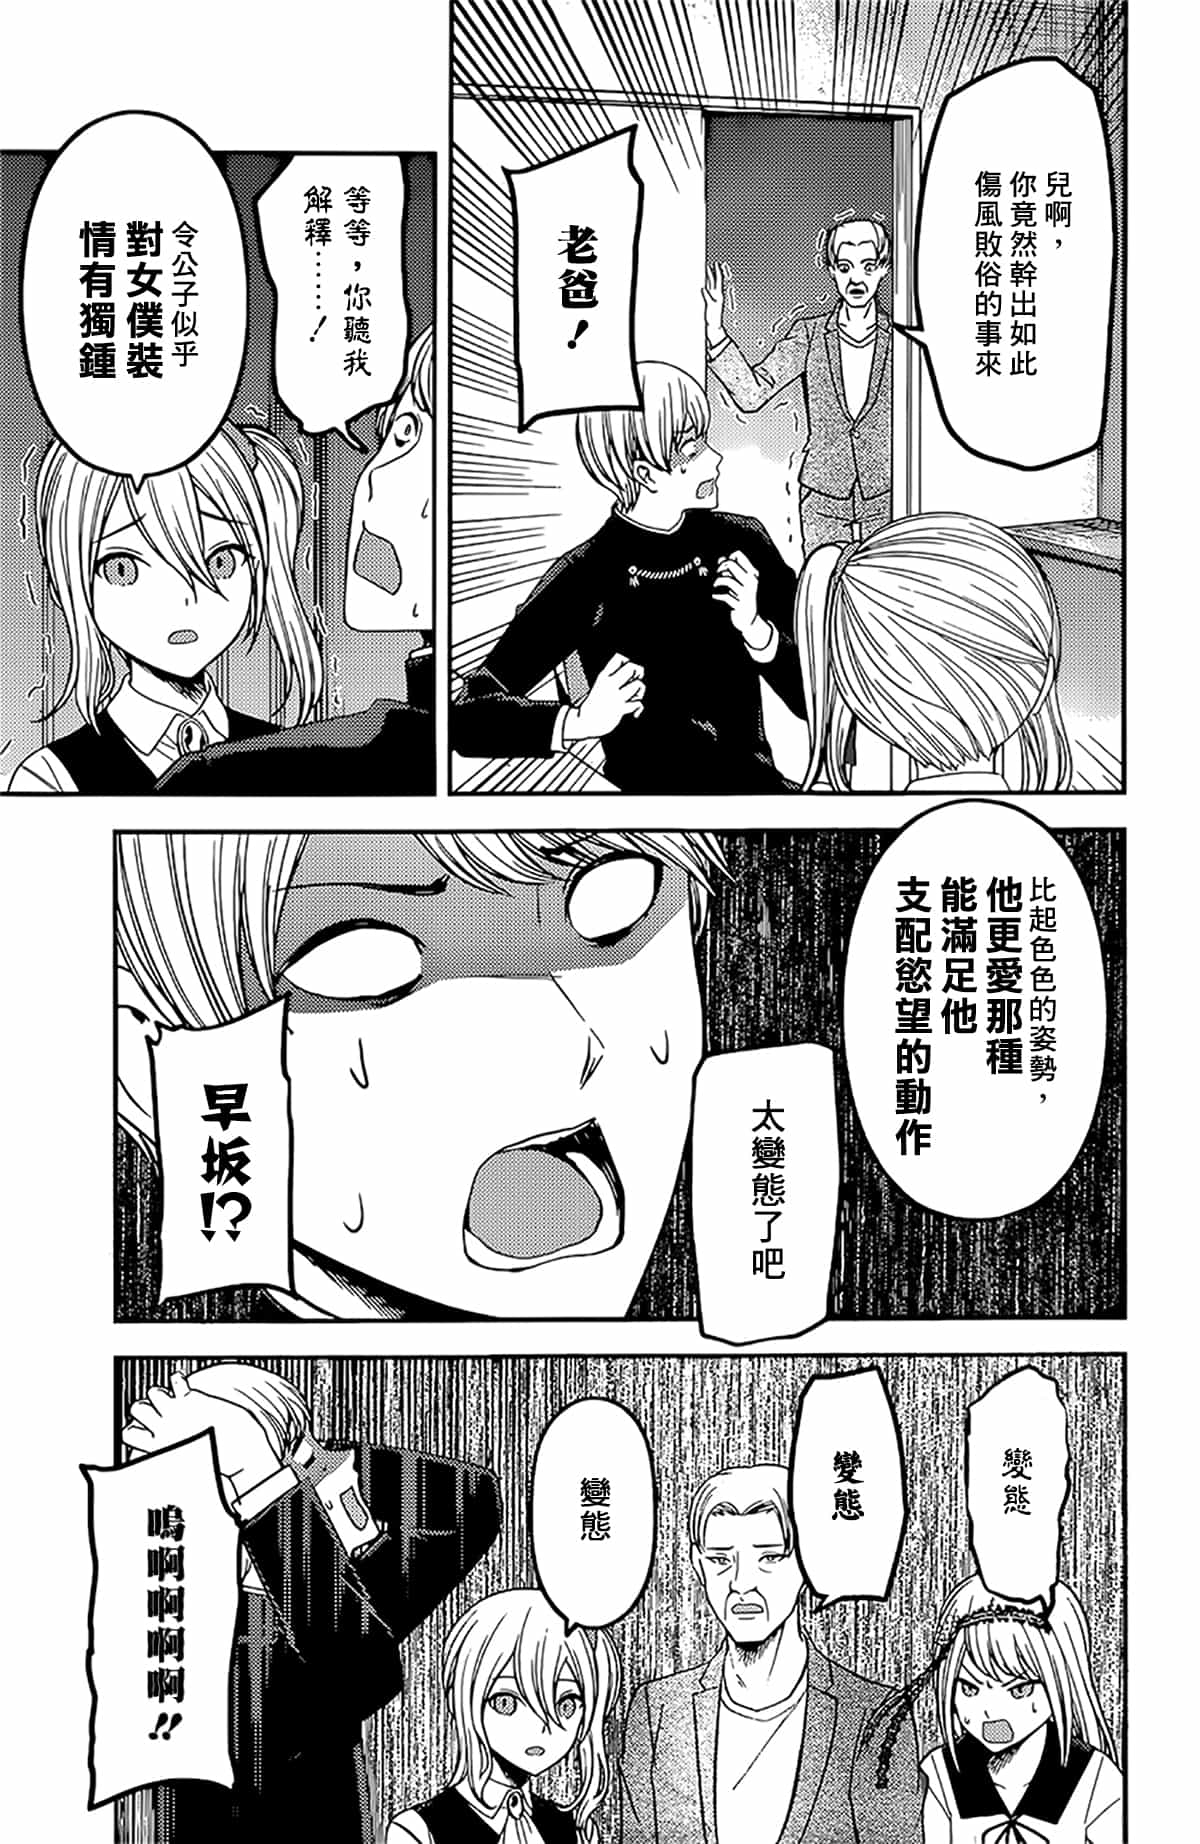 兒啊，
你竟然幹出如此
傷風敗俗的事來
老爸！
等等，你聽我
解釋……！
令公子似乎
對女僕裝
情有獨鍾
比起色色的姿勢，
他更愛那種
能滿足他
支配慾望的動作
太變態了吧
早坂!?
變態
變態
變態
嗚啊啊啊啊啊!!